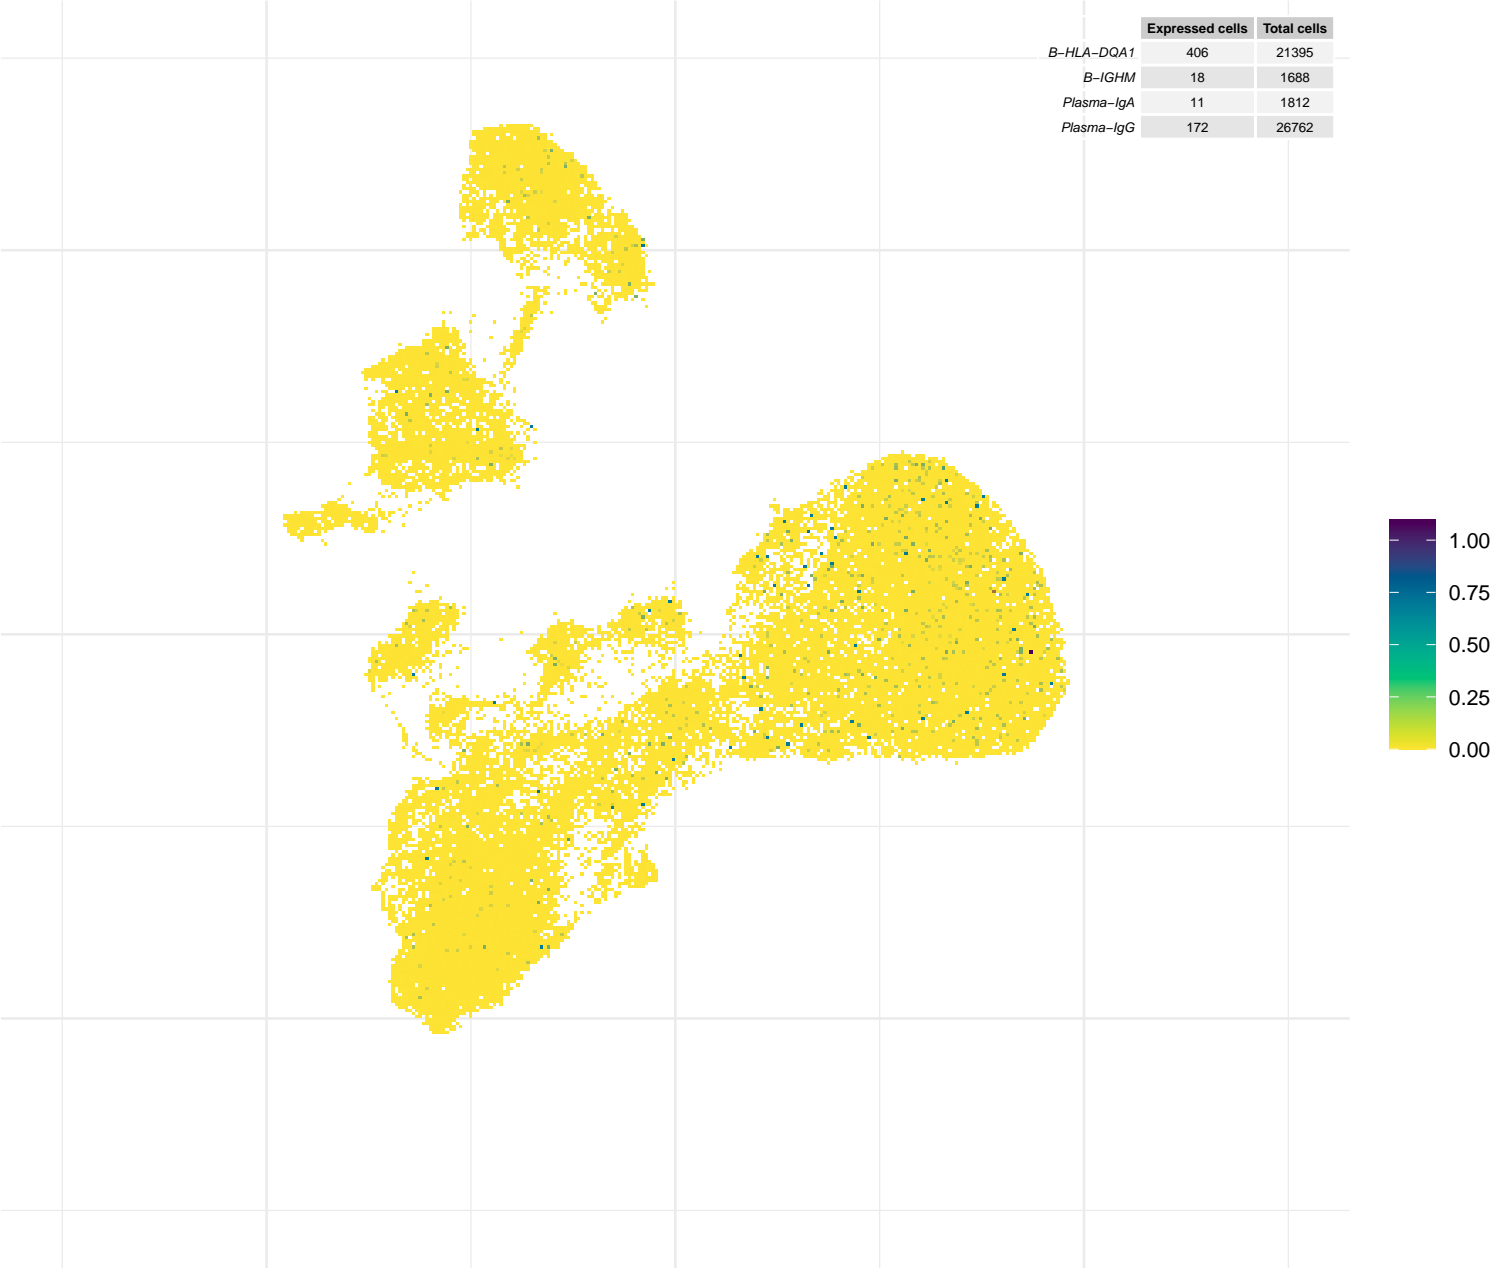 Expressed cells Total cells
B−HLA−DQA1 406 21395
B−IGHM 18 1688
Plasma−IgA 11 1812
Plasma−IgG 172 26762
1.00
0.75
0.50
0.25
0.00